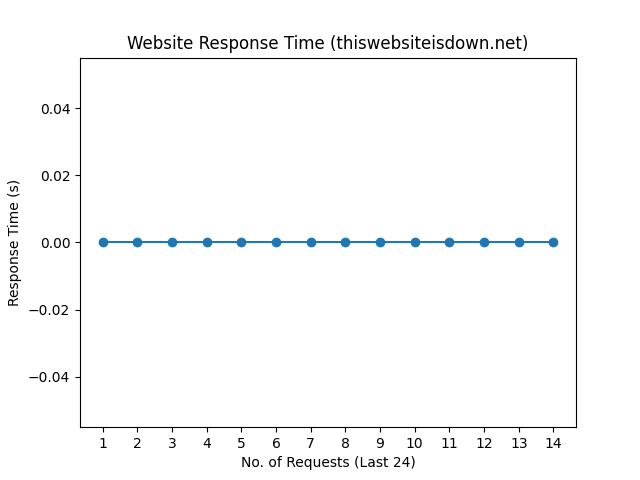 Website Response Time (thiswebsiteisdown.net)
0.04
0.02
0.00
−0.02
−0.04
Response Time (s)
1 2 3 4 5 6 7 8 9 10 11 12 13 14
No. of Requests (Last 24)